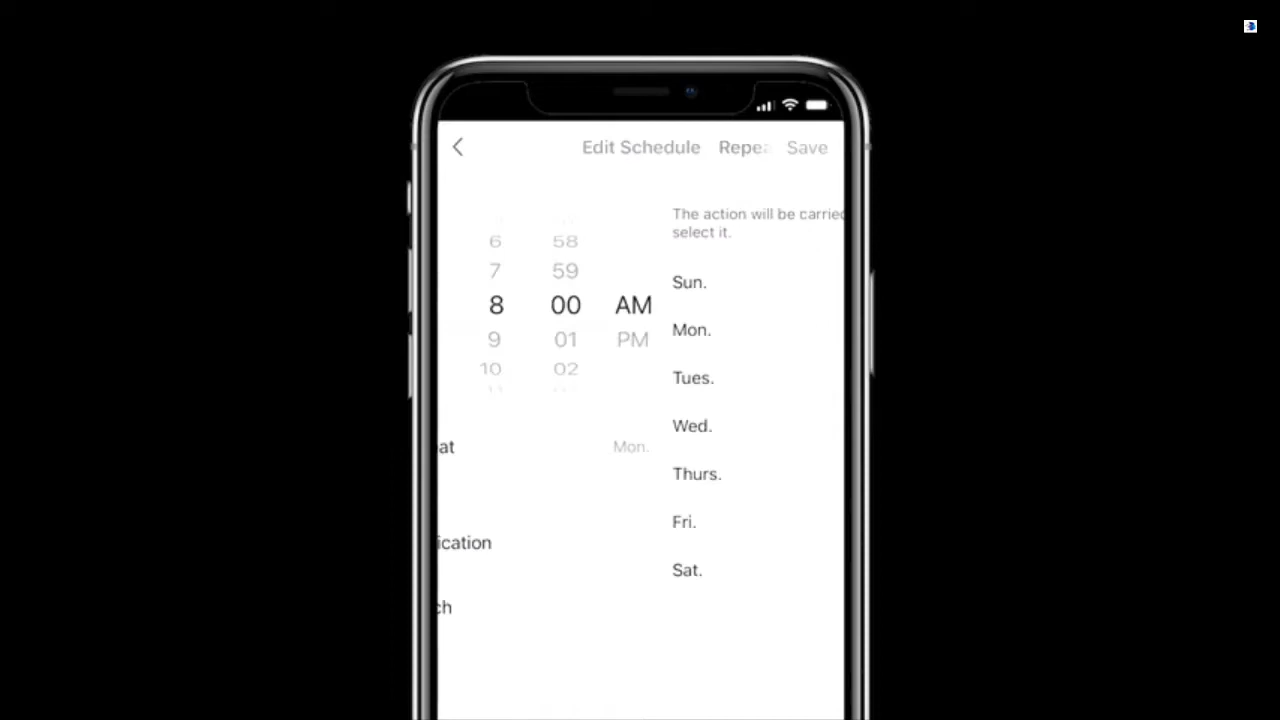 Edit Schedule Repea Save
The action will be carried
select it.
6 58
7 59
8 00 AM
9 01 PM
10 02
Sun.
Mon.
Tues.
Wed.
Thurs.
Fri.
Sat.
at Mon.
ication
ch